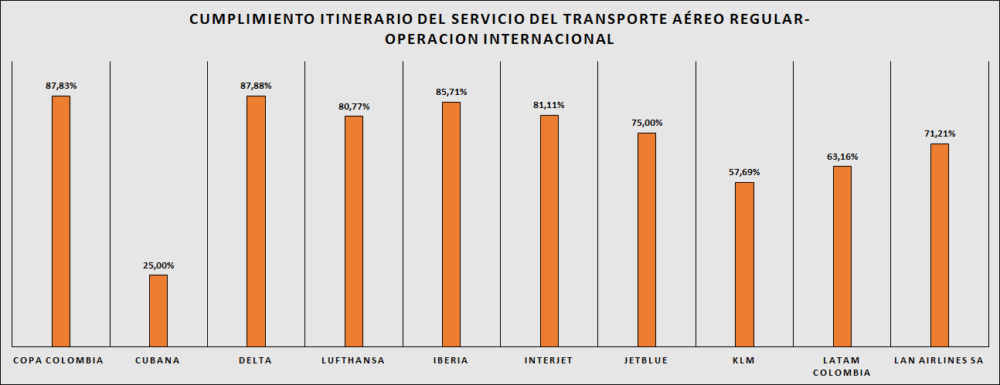 CUMPLIMIENTO ITINERARIO DEL SERVICIO DEL TRANSPORTE AÉREO REGULAR-
OPERACION INTERNACIONAL
87,83%
25,00%
87,88%
80,77%
85,71%
81,11%
75,00%
57,69%
63,16%
71,21%
COPA COLOMBIA
CUBANA
DELTA
LUFTHANSA
IBERIA
INTERJET
JETBLUE
KLM
LATAM
COLOMBIA
LAN AIRLINES SA